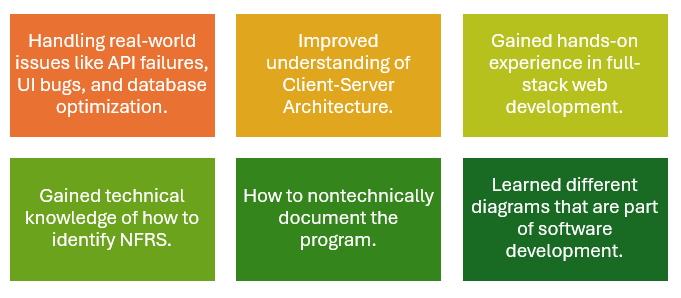 Handling real-world
issues like API failures,
UI bugs, and database
optimization.
Improved
understanding of
Client-Server
Architecture.
Gained hands-on
experience in full-
stack web
development.
Gained technical
knowledge of how to
identify NFRS.
How to nontechnically
document the
program.
Learned different
diagrams that are part
of software
development.